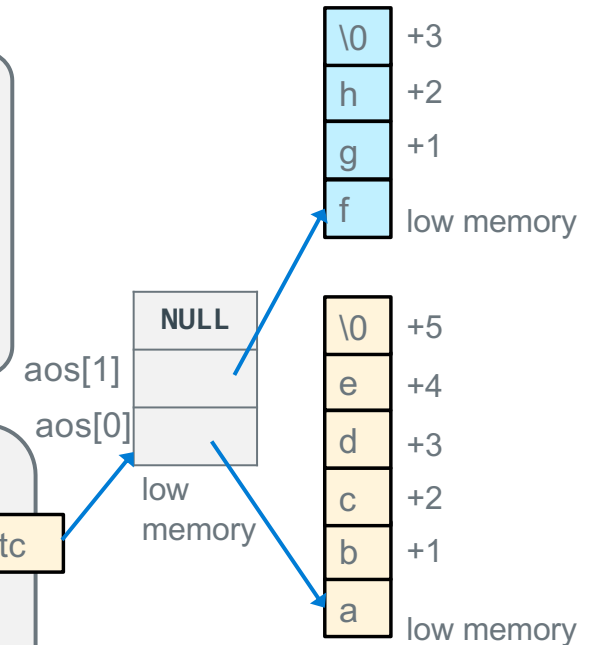 \0 +3
h +2
g +1
f low memory
NULL
aos[1]
aos[0]
low
memory
tc
\0 +5
e +4
d +3
c +2
b +1
a low memory